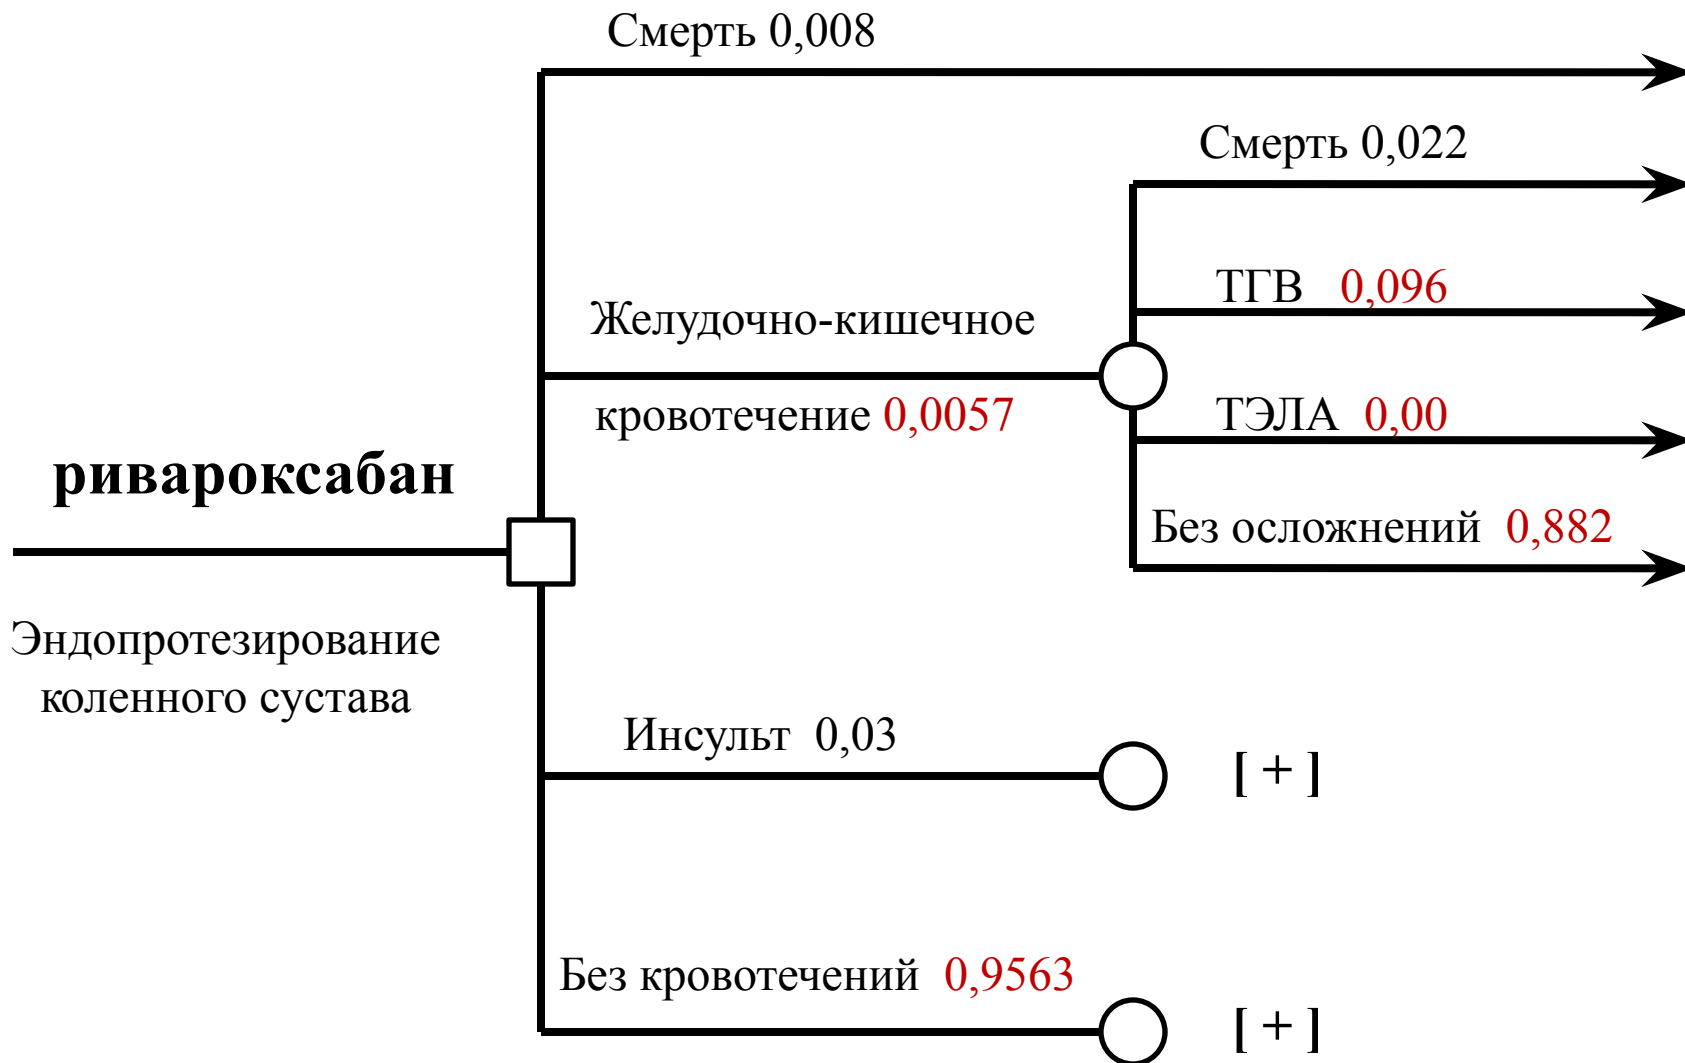 Смерть 0,008
Смерть 0,022
ТГВ 0,096
Желудочно-кишечное
кровотечение 0,0057
ТЭЛА 0,00
ривароксабан
Без осложнений 0,882
Эндопротезирование
коленного сустава
Инсульт 0,03
[ + ]
Без кровотечений 0,9563
[ + ]